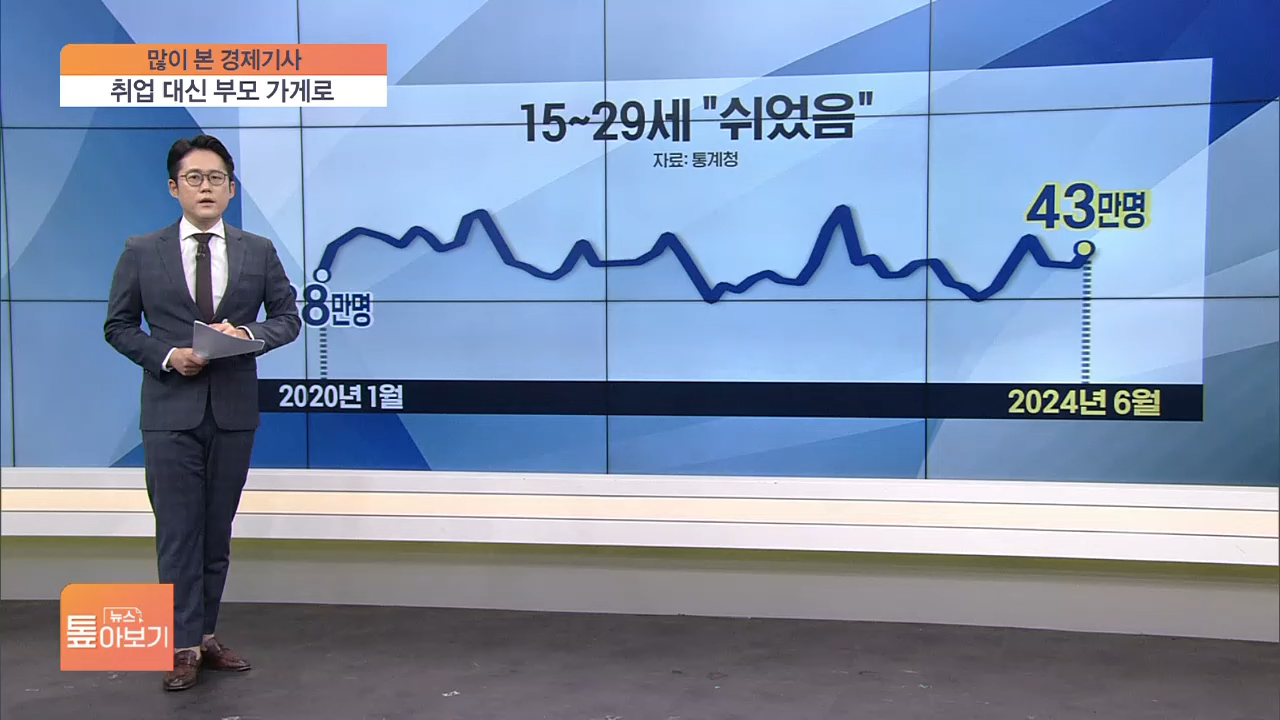 많이 본 경제기사
취업 대신 부모 가게로
15~29세 "쉬었음"
자료: 통계청
43만명
8만명
2020년 1월
2024년 6월
뉴스
톺아보기